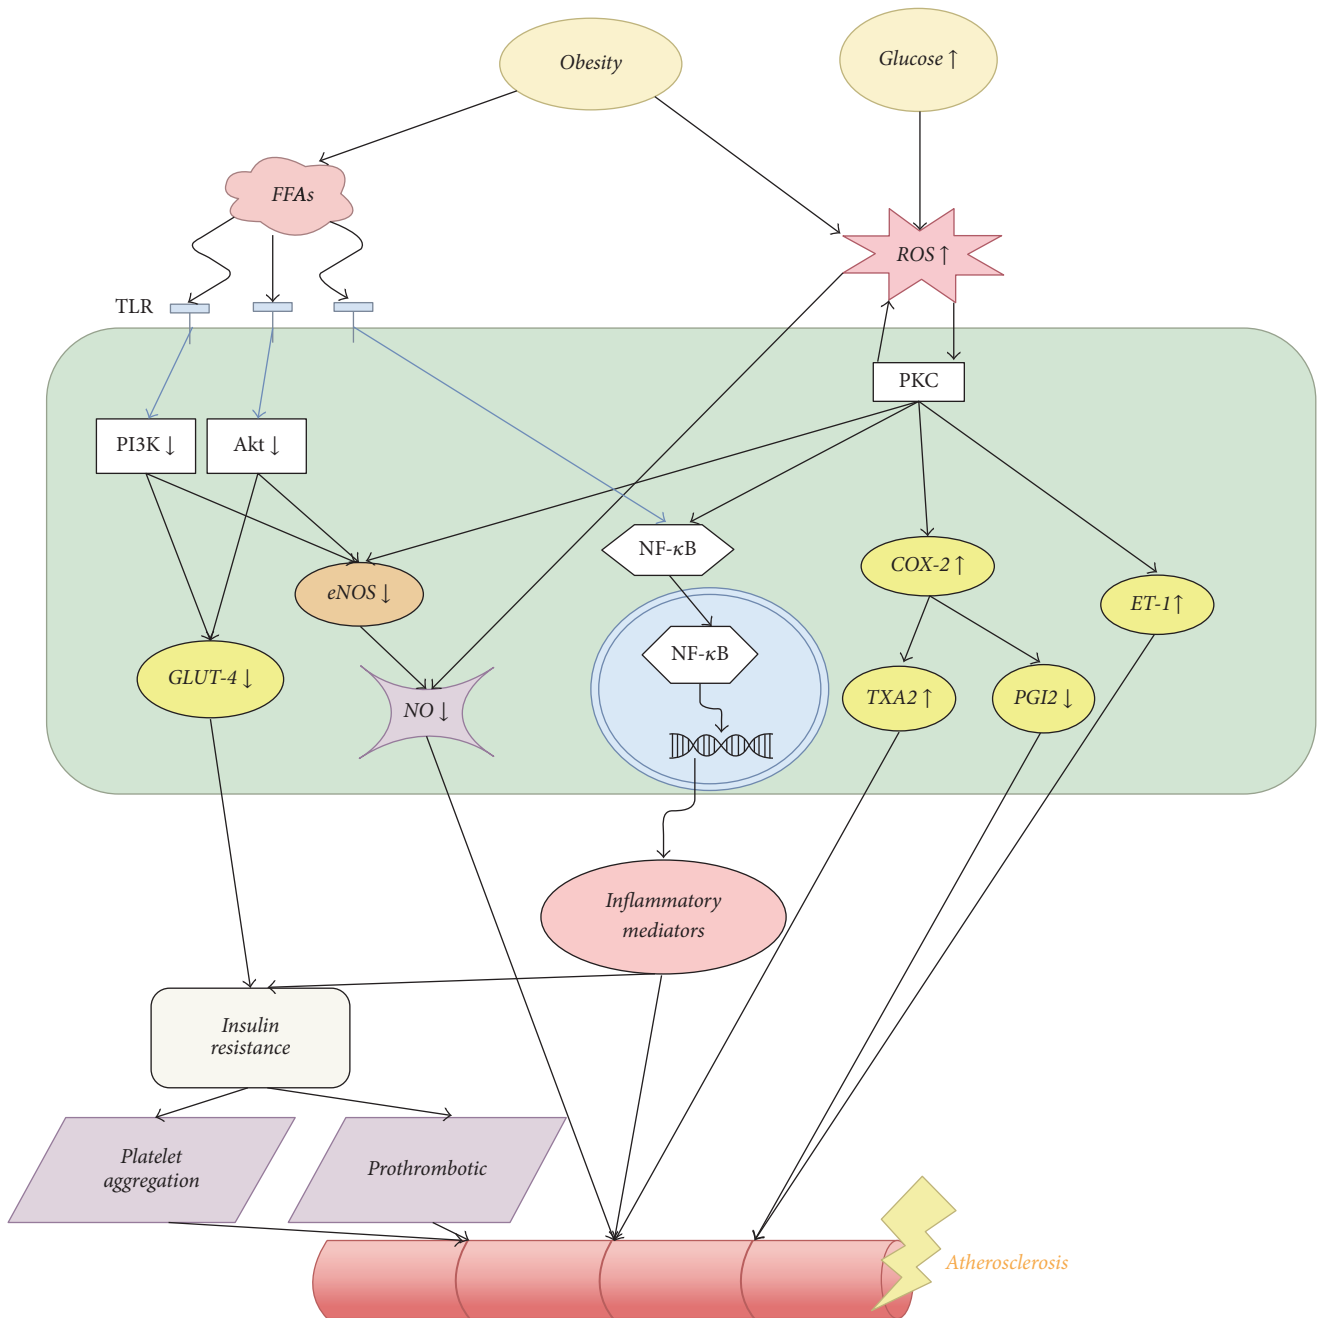 Obesity
Glucose ↑
FFAs
ROS ↑
TLR
PKC
PI3K ↓
Akt ↓
NF-κB
COX-2 ↑
eNOS ↓
ET-1↑
NF-κB
GLUT-4 ↓
TXA2 ↑
PGI2 ↓
NO ↓
Inflammatory
mediators
Insulin
resistance
Platelet
aggregation
Prothrombotic
Atherosclerosis